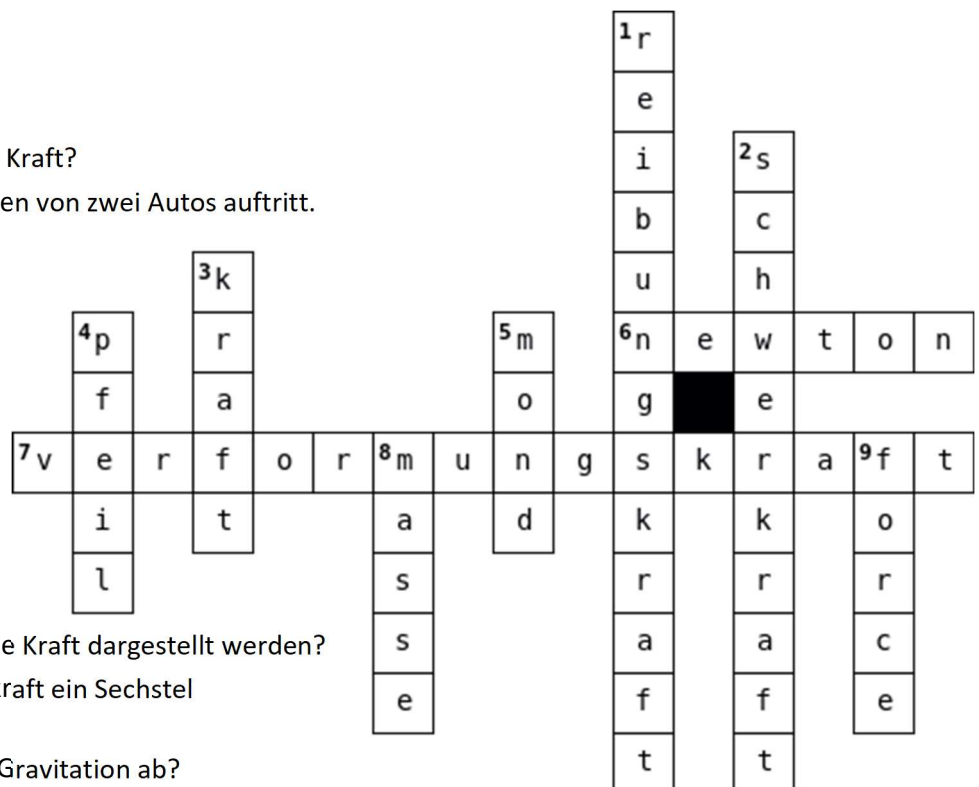 1 r
e
i 2 s
Kraft?
b c
en von zwei Autos auftritt.
3 k u h
4 p r 5 m 6 n e w t o n
f a o g e
7 v e r f o r 8 m u n g s k r a 9 f t
i t a d k k o
l s r r r
e Kraft dargestellt werden?
s a a c
raft ein Sechstel
e f f e
t t
Gravitation ab?